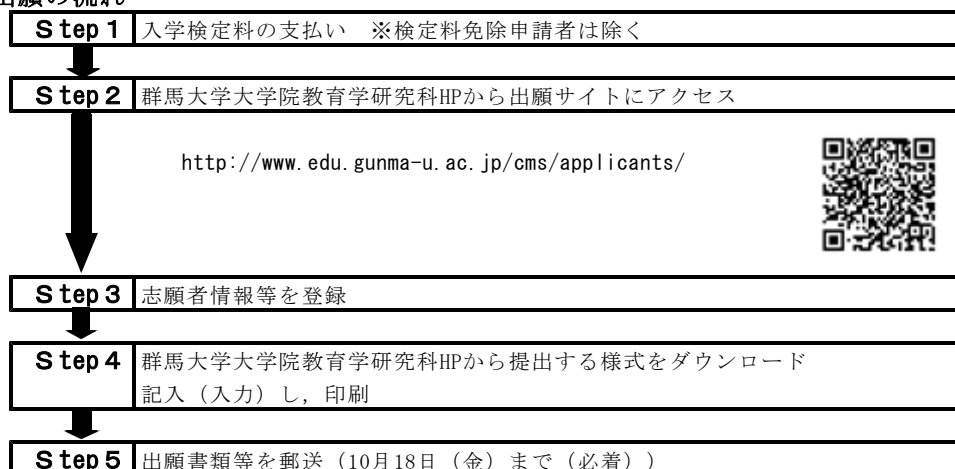 出願の流れ
Step1 入学検定料の支払い ※検定料免除申請者は除く
Step2 群馬大学大学院教育学研究科HPから出願サイトにアクセス
http://www.edu.gunma-u.ac.jp/cms/applicants/
Step3 志願者情報等を登録
Step4 群馬大学大学院教育学研究科HPから提出する様式をダウンロード
記入（入力）し，印刷
Step5 出願書類等を郵送（10月18日（金）まで（必着））